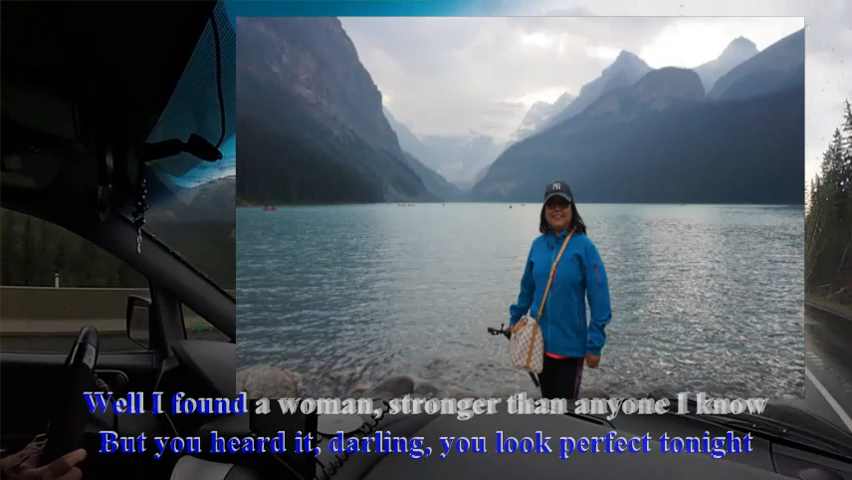 Well I found a woman, stronger than anyone I know
But you heard it, darling, you look perfect tonight